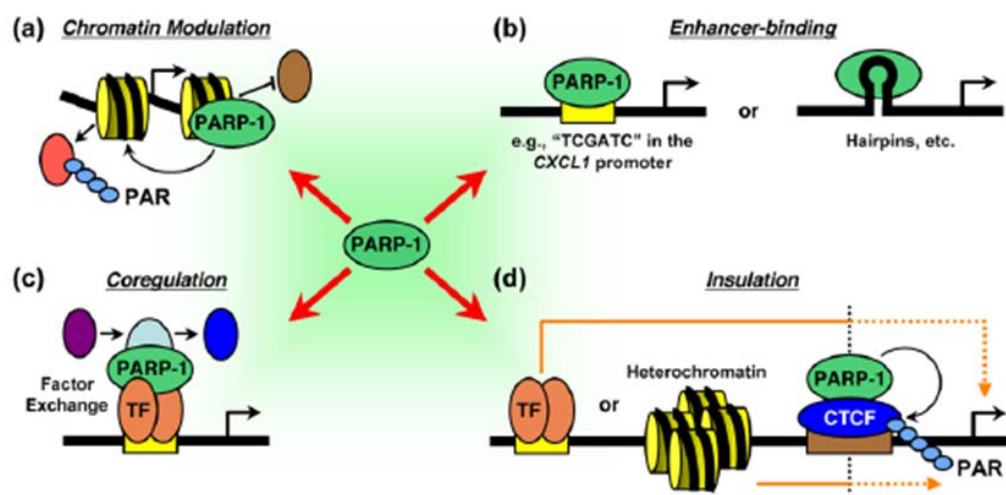 (a) Chromatin Modulation
PARP-1
PAR
(b) Enhancer-binding
PARP-1
or
e.g., "TCGATC" in the
CXCL1 promoter
Hairpins, etc.
PARP-1
(c) Coregulation
PARP-1
Factor
Exchange
TF
(d) Insulation
TF
or
Heterochromatin
PARP-1
CTCF
PAR